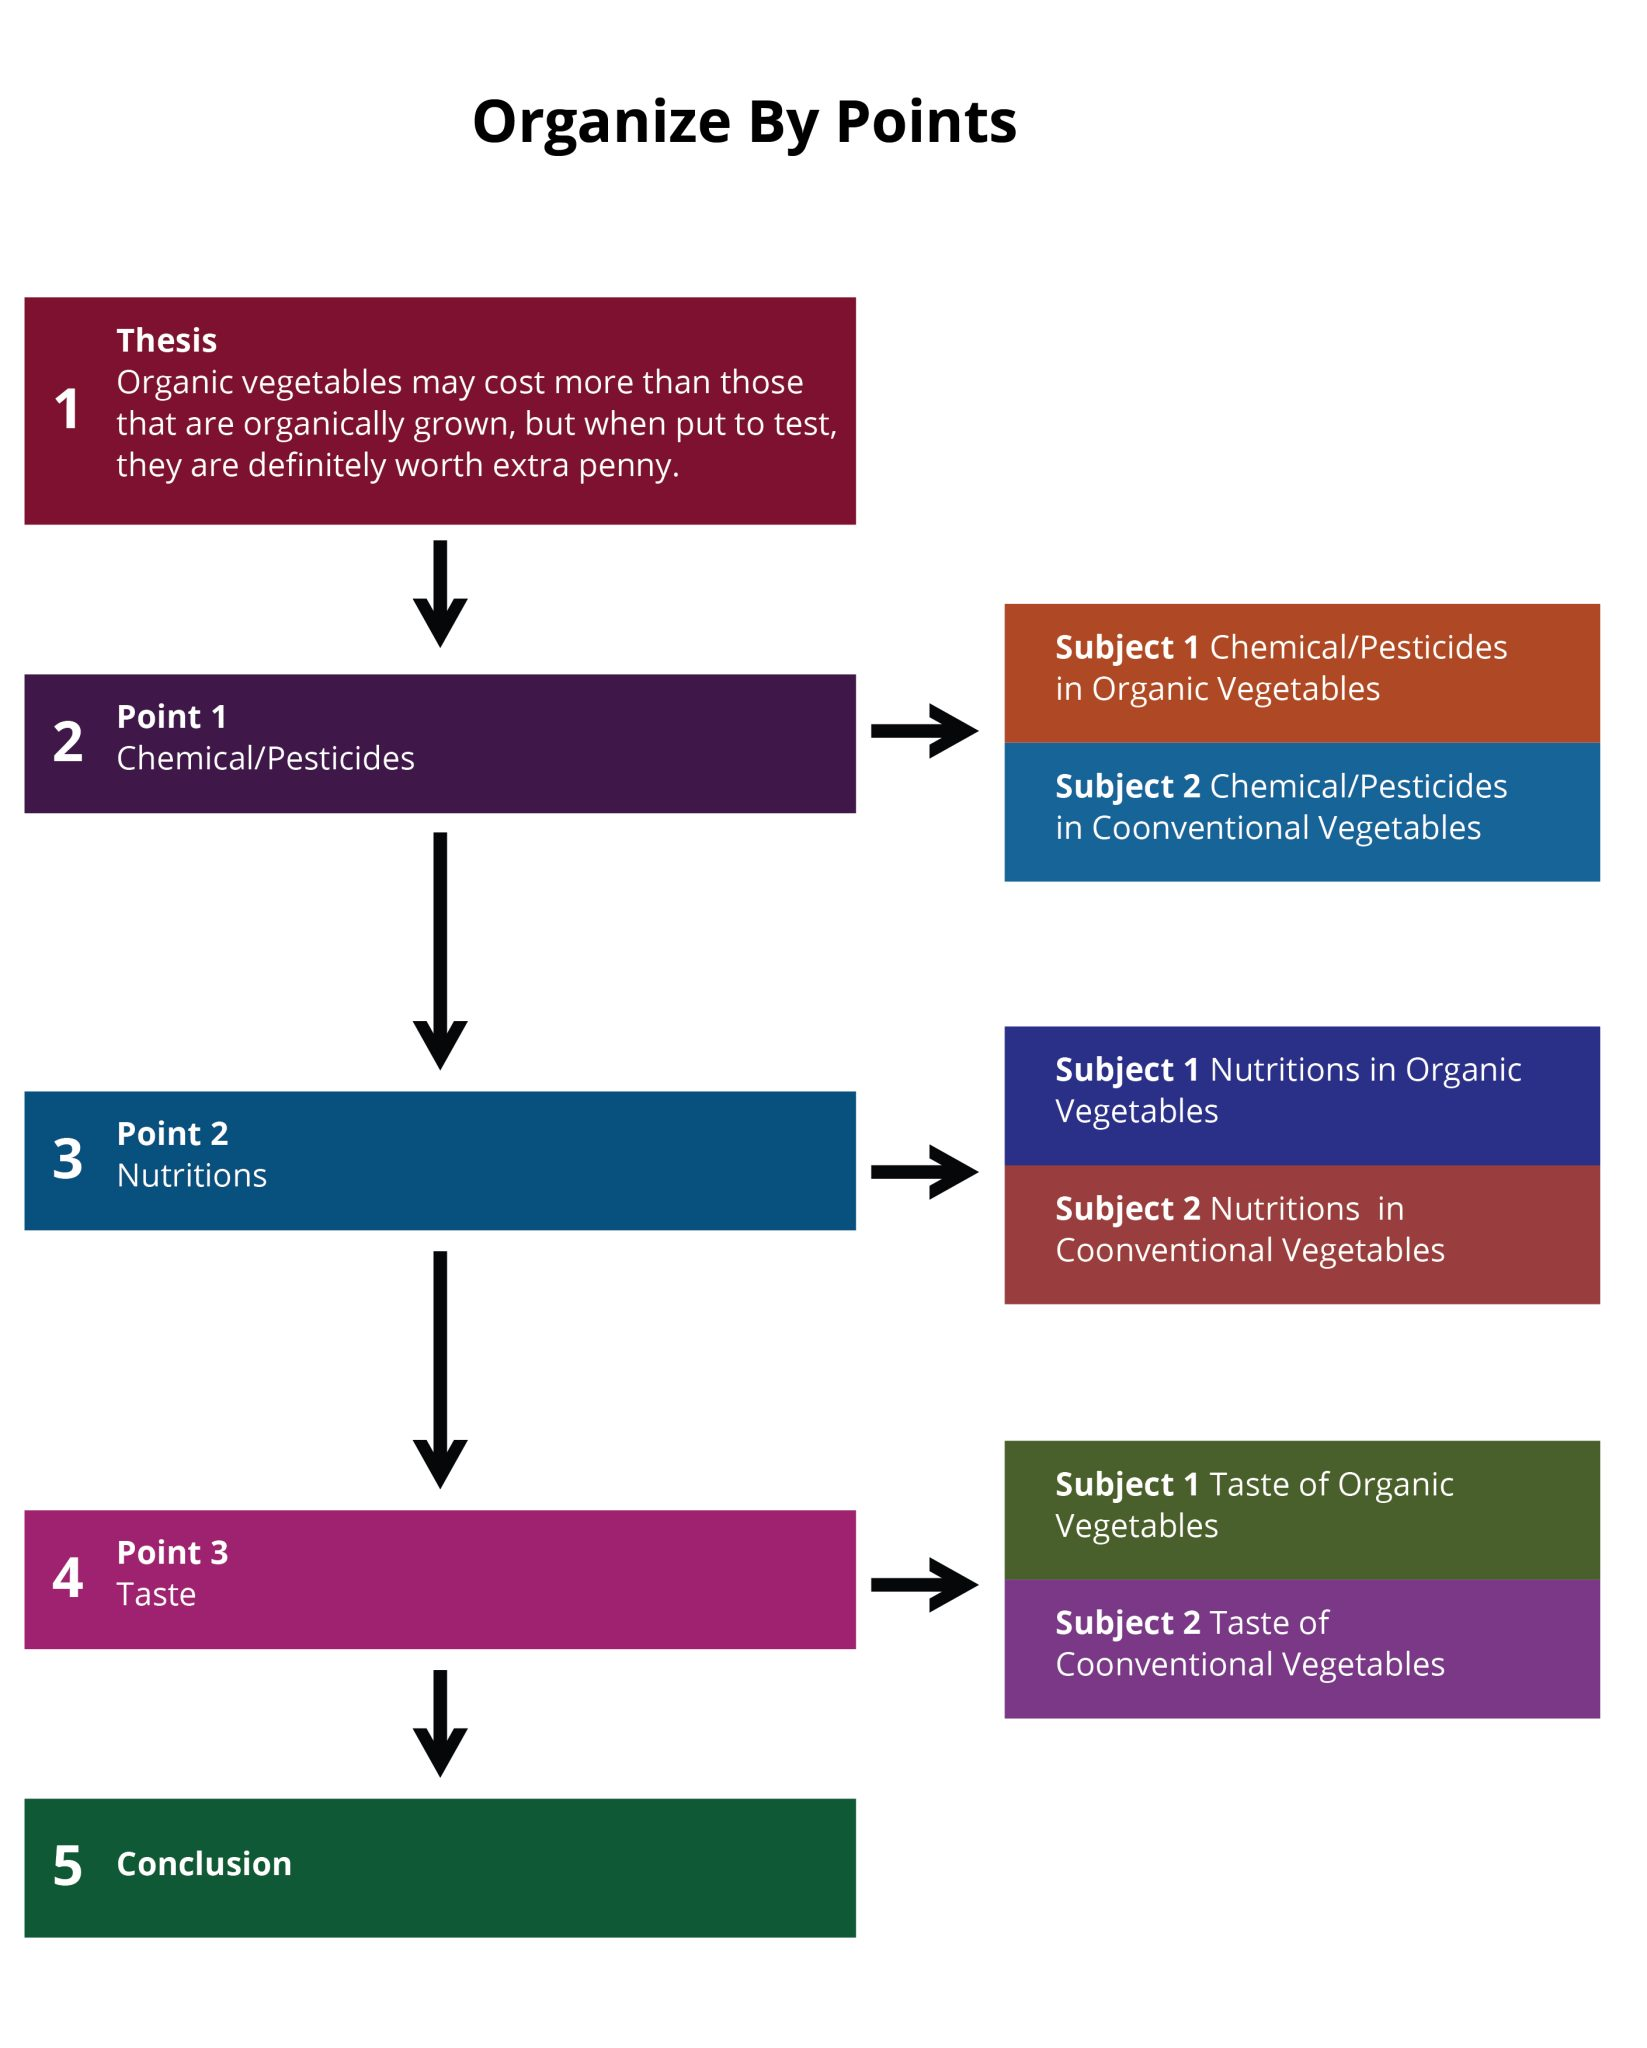 Organize By Points
1
Thesis
Organic vegetables may cost more than those
that are organically grown, but when put to test,
they are definitely worth extra penny.
2
Point 1
Chemical/Pesticides
Subject 1 Chemical/Pesticides
in Organic Vegetables
Subject 2 Chemical/Pesticides
in Coonventional Vegetables
3
Point 2
Nutritions
Subject 1 Nutritions in Organic
Vegetables
Subject 2 Nutritions  in
Coonventional Vegetables
4
Point 3
Taste
Subject 1 Taste of Organic
Vegetables
Subject 2 Taste of
Coonventional Vegetables
5
Conclusion